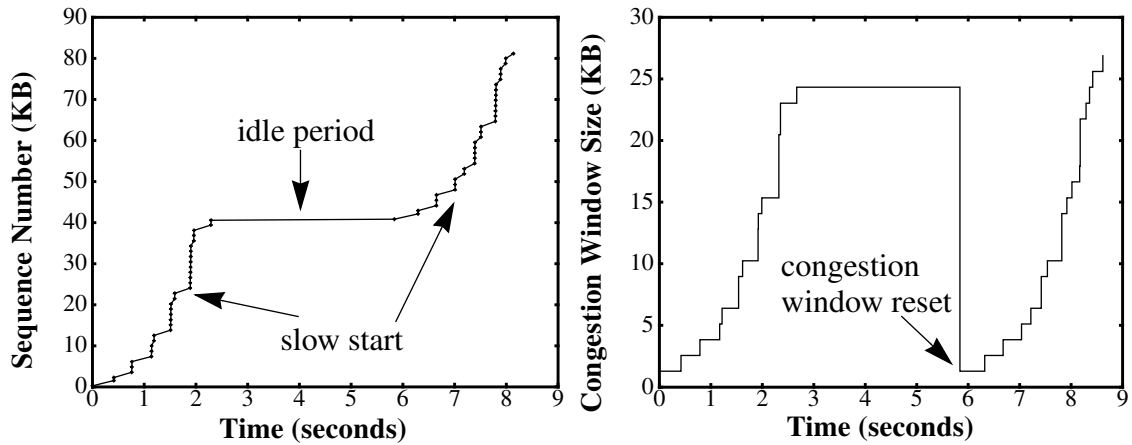 90
80
70
60
50
40
30
20
10
0
Sequence Number (KB)
idle period
slow start
0 1 2 3 4 5 6 7 8 9
Time (seconds)
30
25
20
15
10
5
0
Congestion Window Size (KB)
congestion
window reset
0 1 2 3 4 5 6 7 8 9
Time (seconds)